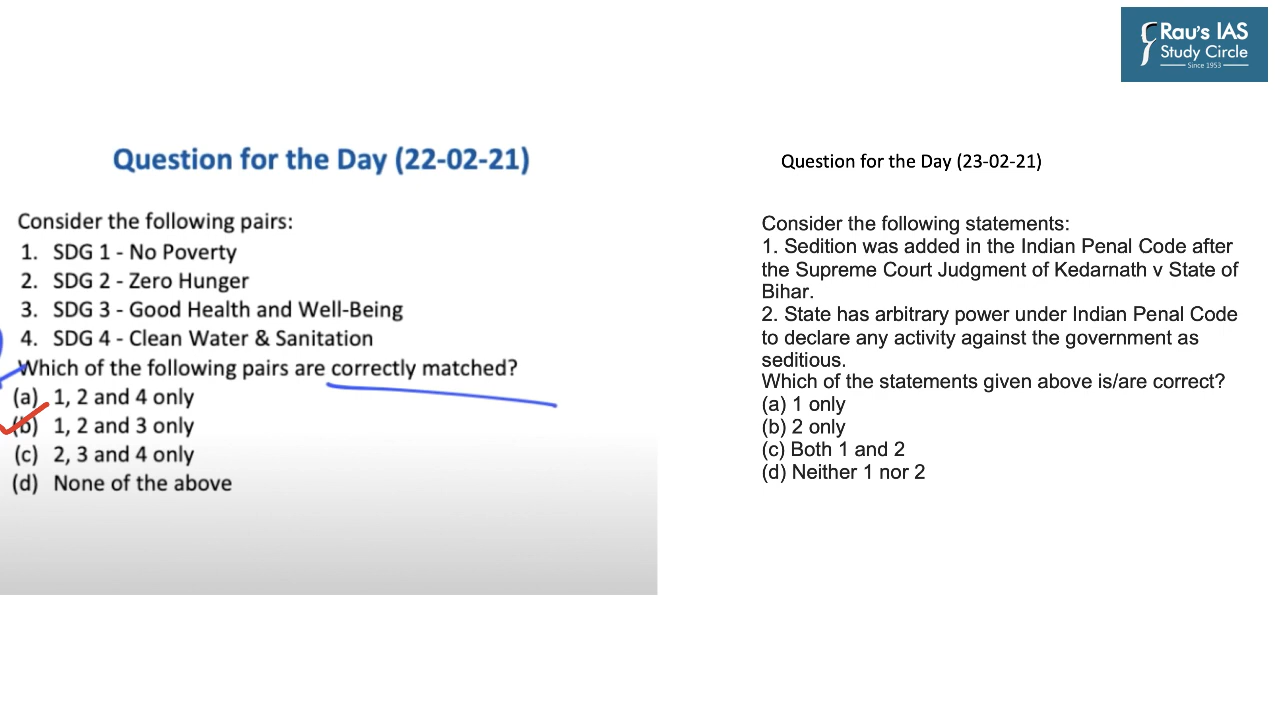 Rau's IAS
Study Circle
Since 1953
Question for the Day (22-02-21)
Consider the following pairs:
1. SDG 1 - No Poverty
2. SDG 2 - Zero Hunger
3. SDG 3 - Good Health and Well-Being
4. SDG 4 - Clean Water & Sanitation
Which of the following pairs are correctly matched?
(a) 1, 2 and 4 only
(b) 1, 2 and 3 only
(c) 2, 3 and 4 only
(d) None of the above
Question for the Day (23-02-21)
Consider the following statements:
1. Sedition was added in the Indian Penal Code after
the Supreme Court Judgment of Kedarnath v State of
Bihar.
2. State has arbitrary power under Indian Penal Code
to declare any activity against the government as
seditious.
Which of the statements given above is/are correct?
(a) 1 only
(b) 2 only
(c) Both 1 and 2
(d) Neither 1 nor 2